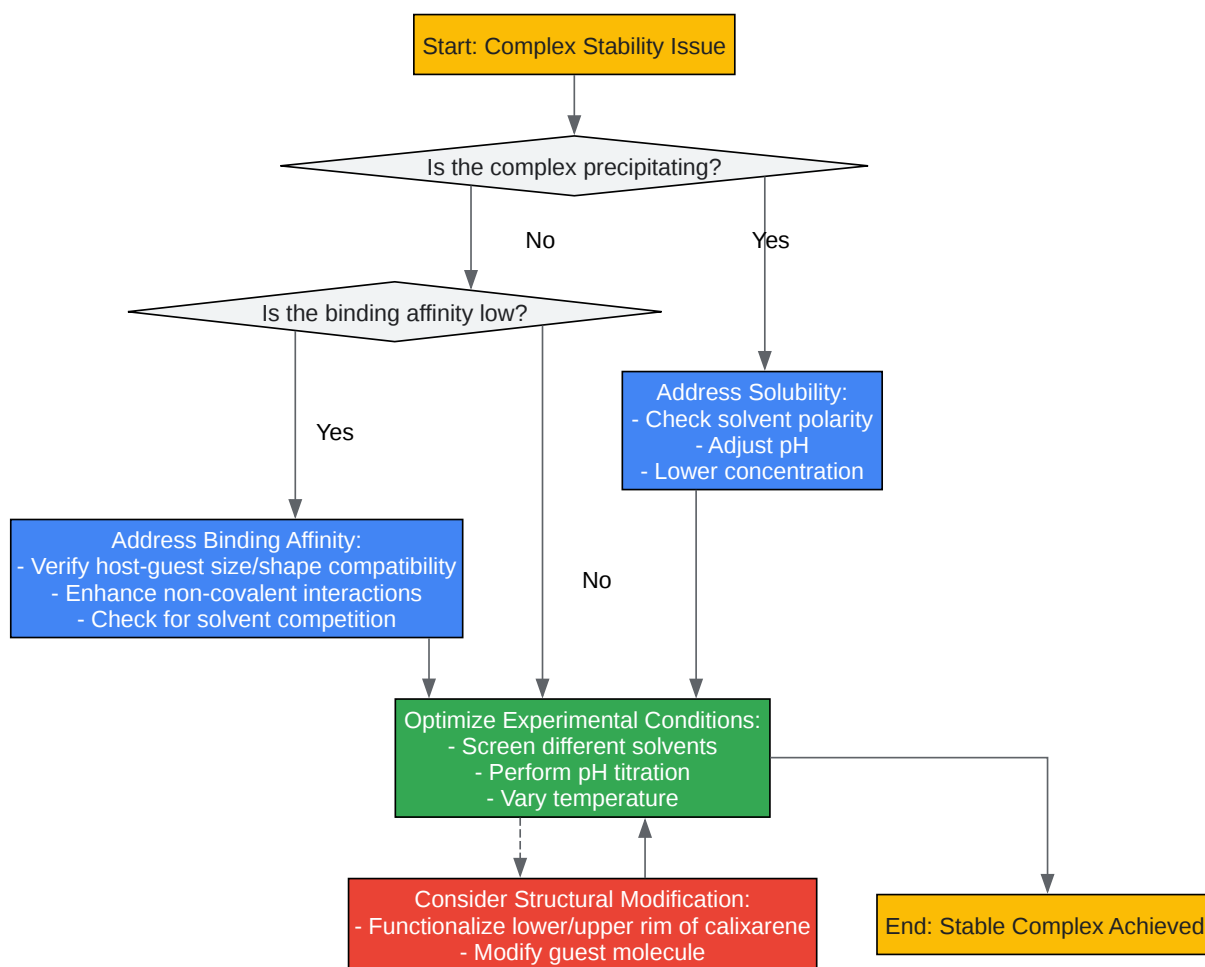 Start: Complex Stability Issue
Is the complex precipitating?
No
Yes
Is the binding affinity low?
Address Solubility:
- Check solvent polarity
- Adjust pH
- Lower concentration
Yes
Address Binding Affinity:
- Verify host-guest size/shape compatibility
- Enhance non-covalent interactions
- Check for solvent competition
No
Optimize Experimental Conditions:
- Screen different solvents
- Perform pH titration
- Vary temperature
Consider Structural Modification:
- Functionalize lower/upper rim of calixarene
- Modify guest molecule
End: Stable Complex Achieved